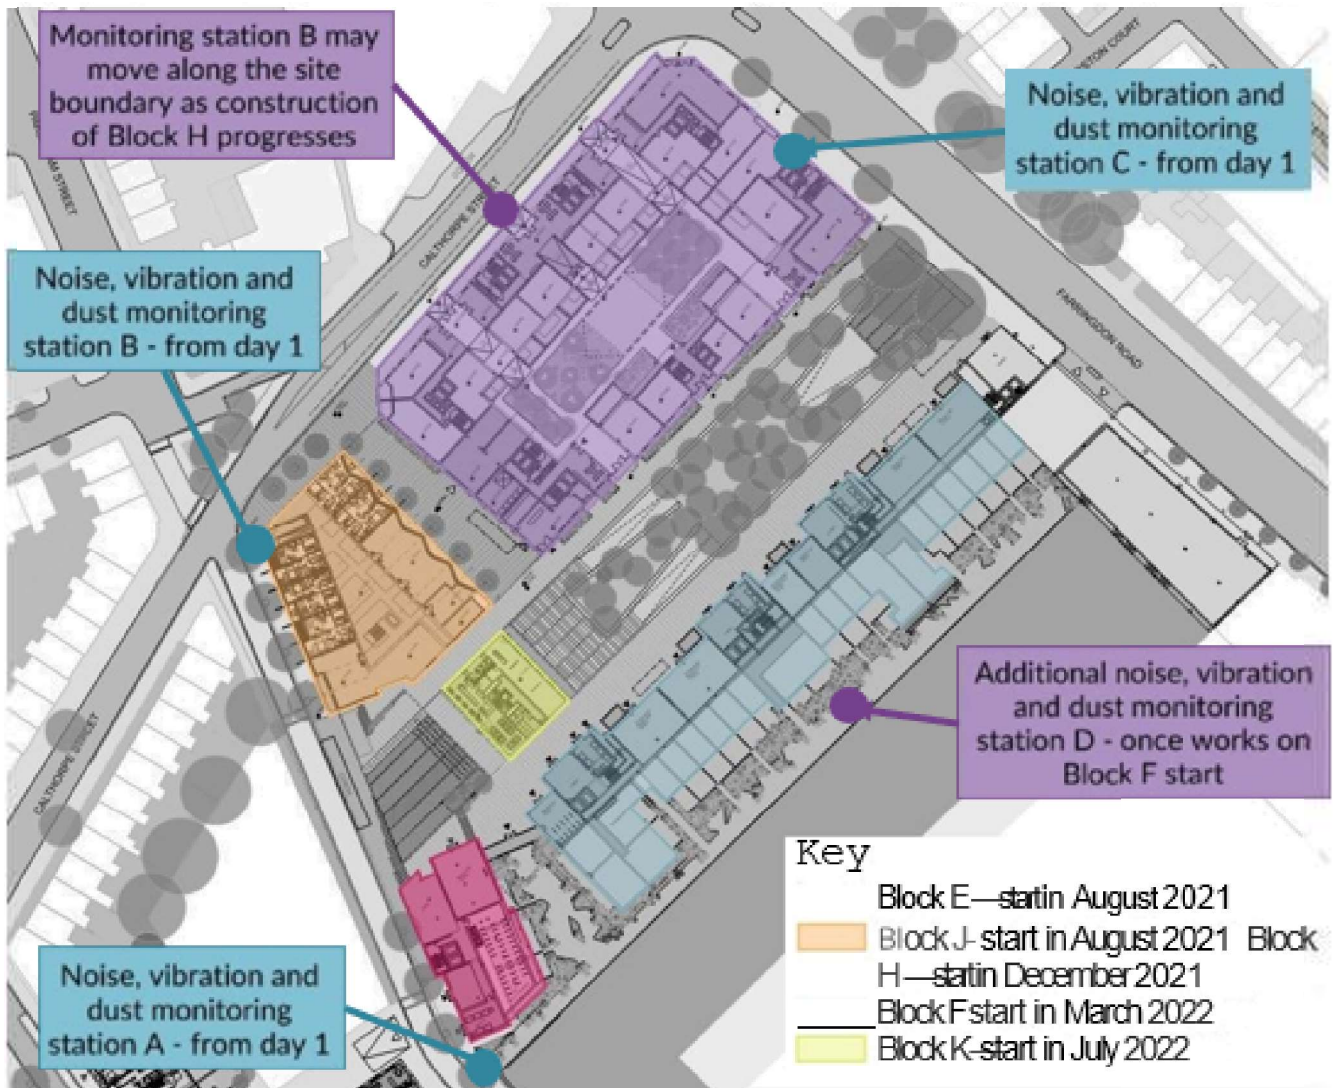 Monitoring station B may
move along the site
boundary as construction
of Block H progresses
Noise, vibration and
dust monitoring
station C - from day 1
Noise, vibration and
dust monitoring
station B - from day 1
CALTHORPE STREET
FARRINGDON ROAD
STREET
CALTHORPE STREET
COURT
Additional noise, vibration
and dust monitoring
station D - once works on
Block F start
Noise, vibration and
dust monitoring
station A - from day 1
Key
Block E—startin August 2021
Block J- start in August 2021 Block
H—statin December 2021
Block F start in March 2022
Block K-start in July 2022